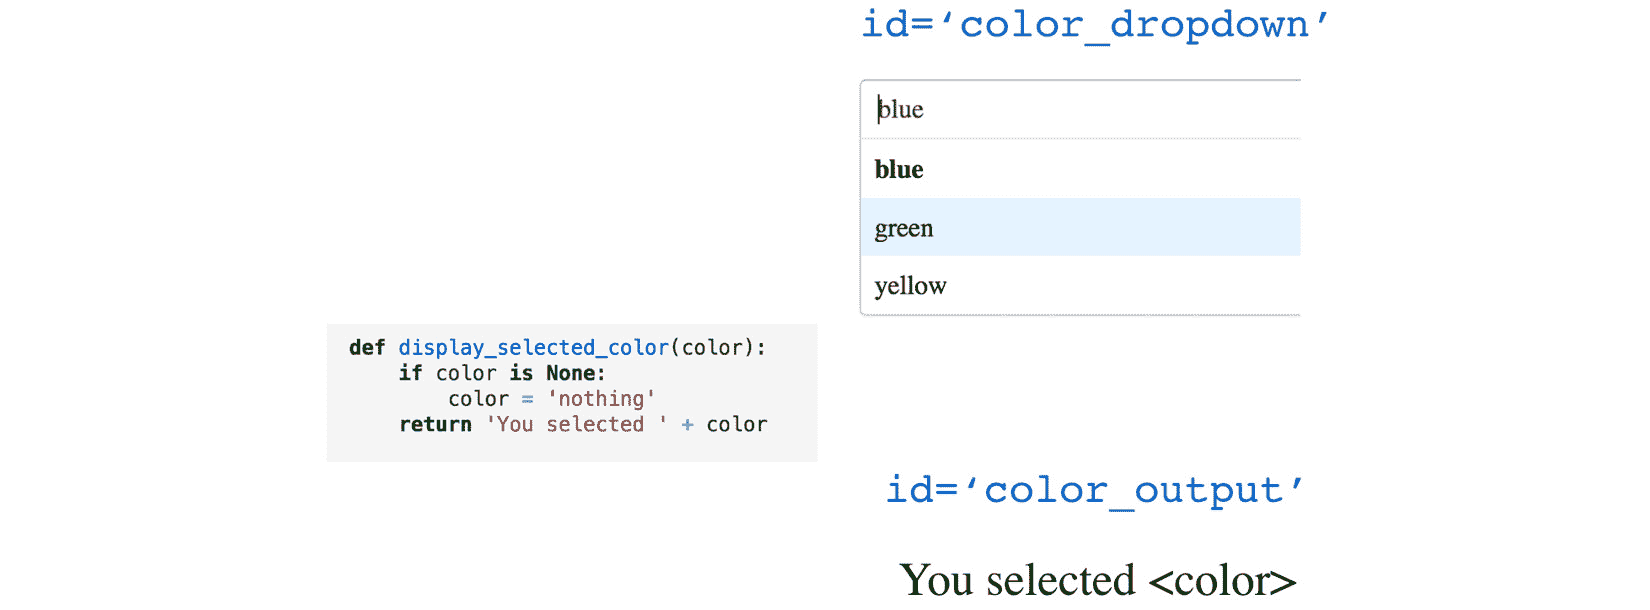 id=‘color_dropdown’
blue
blue
green
yellow
def display_selected_color(color):
    if color is None:
        color = 'nothing'
    return 'You selected ' + color
id=‘color_output’
You selected <color>